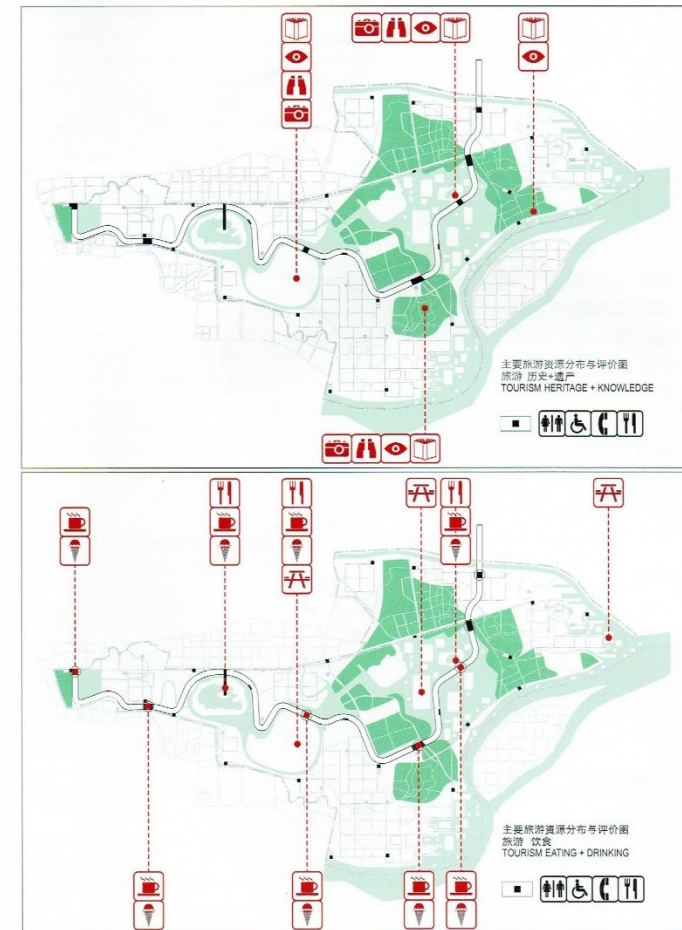 主要旅游资源分布与评价图
旅游 历史+遗产
TOURISM HERITAGE + KNOWLEDGE
主要旅游資源分布与评价图
旅游 饮食
TOURISM EATING + DRINKING